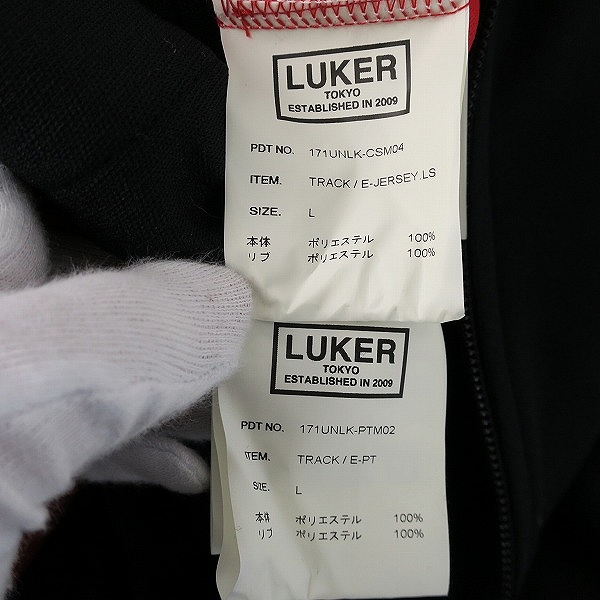 LUKER
TOKYO
ESTABLISHED IN 2009
PDT NO. 171UNLK-CSM04
ITEM. TRACK / E-JERSEY.LS
SIZE. L
本体 ポリエステル 100%
リブ ポリエステル 100%
LUKER
TOKYO
ESTABLISHED IN 2009
PDT NO. 171UNLK-PTM02
ITEM. TRACK / E-PT
SIZE. L
本体 ポリエステル 100%
リブ ポリエステル 100%